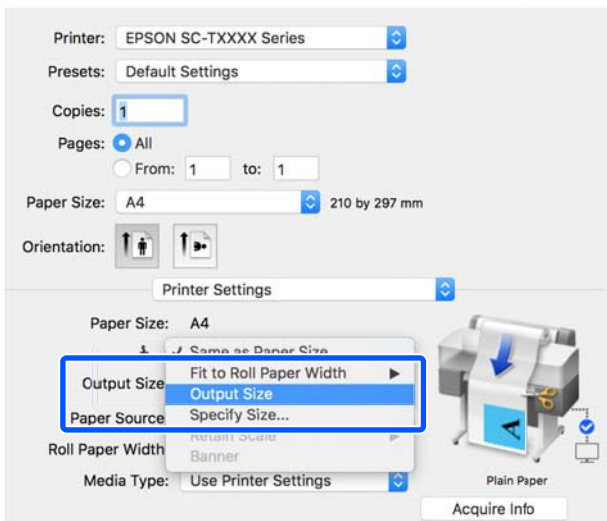 Printer: EPSON SC-TXXXX Series
Presets: Default Settings
Copies: 1
Pages: All
From: 1 to: 1
Paper Size: A4 210 by 297 mm
Orientation:
Printer Settings
Paper Size: A4
Same as Paper Size
Output Size
Fit to Roll Paper Width
Output Size
Paper Source
Specify Size...
Retain Scale
Roll Paper Width
Banner
Media Type: Use Printer Settings
A
Plain Paper
Acquire Info